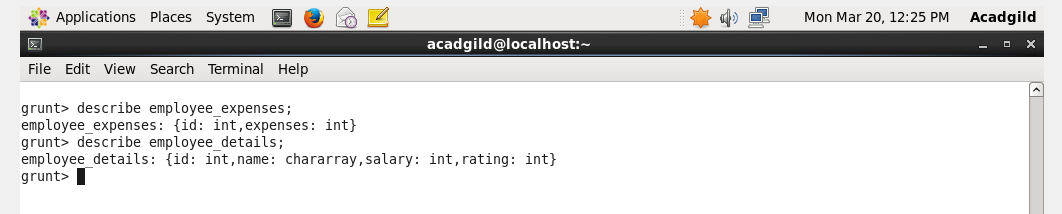 Applications Places System Mon Mar 20, 12:25 PM Acadgild
acadgild@localhost:~
File Edit View Search Terminal Help
grunt> describe employee_expenses;
employee_expenses: {id: int,expenses: int}
grunt> describe employee_details;
employee_details: {id: int,name: chararray,salary: int,rating: int}
grunt>